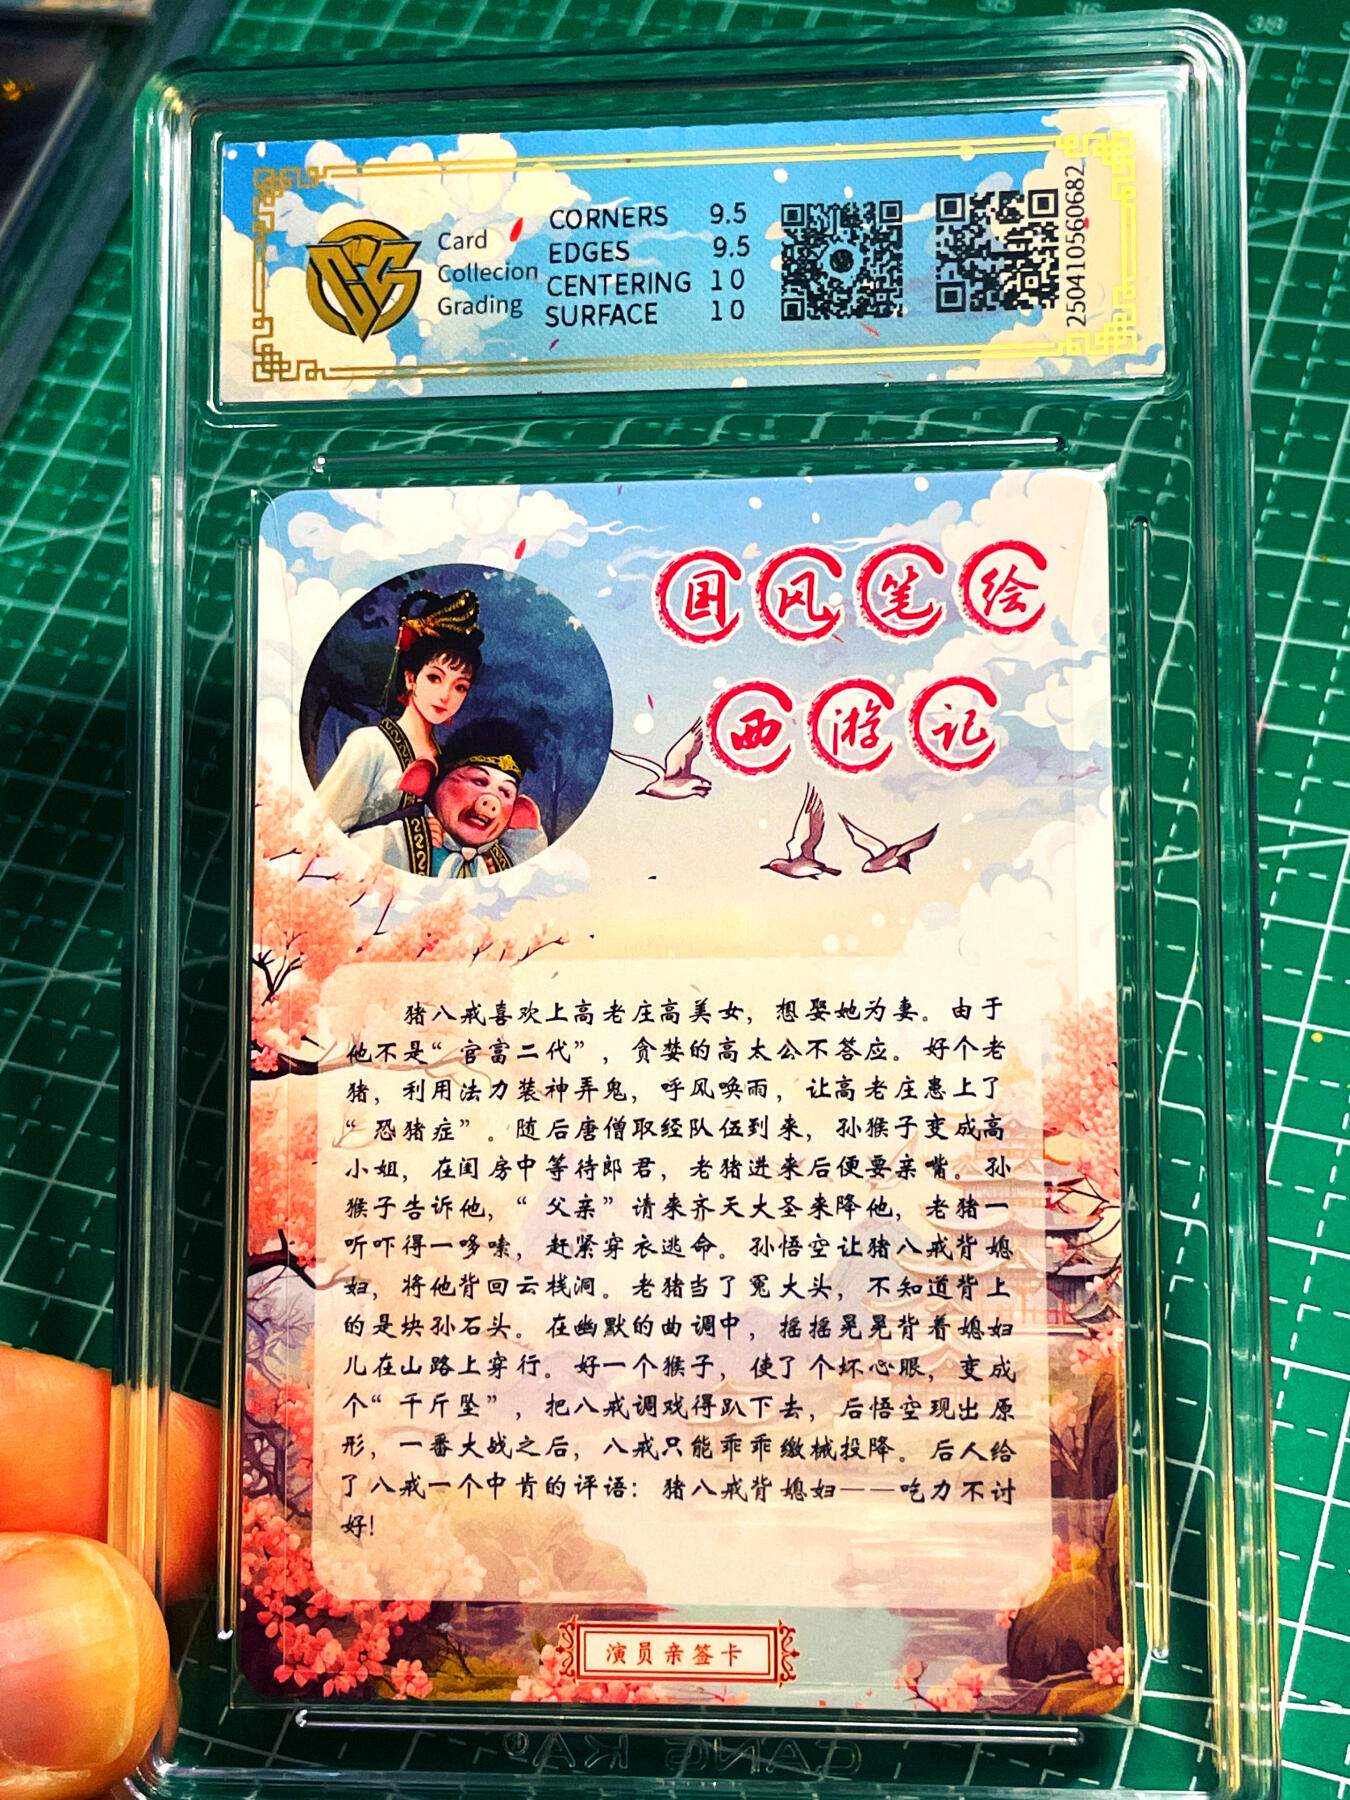 Card
Collecion
Grading
CORNERS 9.5
EDGES 9.5
CENTERING 10
SURFACE 10
250410560682
国风笔绘
西游记
猪八戒喜欢上高老庄高美女，想娶她为妻。由于
他不是“官富二代”，贪婪的高太公不答应。好个老
猪，利用法力装神弄鬼，呼风唤雨，让高老庄患上了
“恐猪症”。随后唐僧取经队伍到来，孙猴子变成高
小姐，在闺房中等待郎君，老猪进来后便要亲嘴。孙
猴子告诉他，“父亲”请来齐天大圣来降他，老猪一
听吓得一哆嗦，赶紧穿衣逃命。孙悟空让猪八戒背媳
妇，将他背回云栈洞。老猪当了冤大头，不知道背上
的是块孙石头。在幽默的曲调中，摇摇晃晃背着媳妇
儿在山路上穿行。好一个猴子，使了个坏心眼，变成
个“千斤坠”，把八戒调戏得趴下去，后悟空现出原
形，一番大战之后，八戒只能乖乖缴械投降。后人给
了八戒一个中肯的评语：猪八戒背媳妇——吃力不讨
好！
演员亲签卡